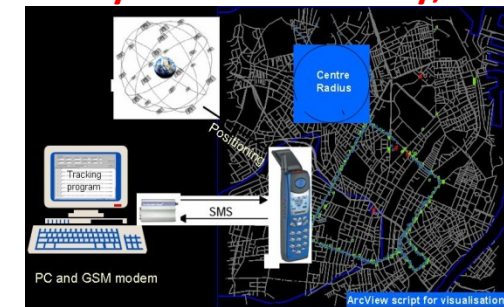 Centre
Radius
Positioning
Tracking
program
SMS
PC and GSM modem
ArcView script for visualisation